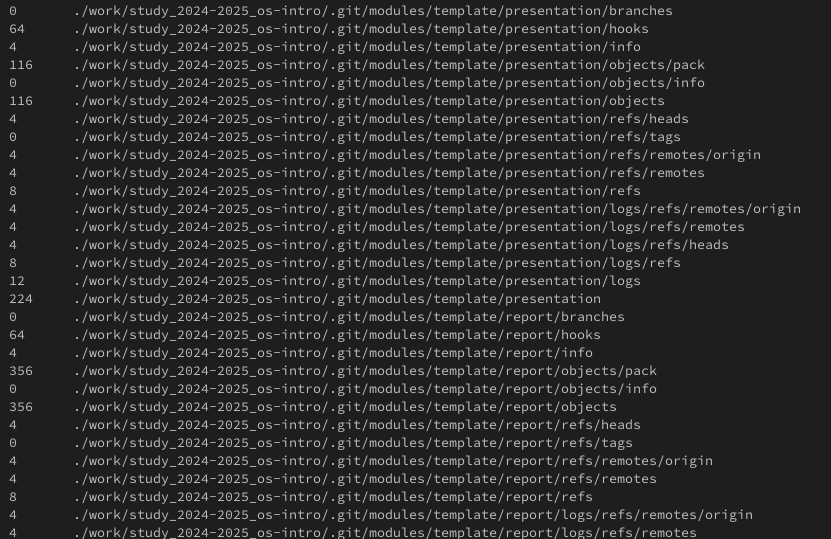 0 ./work/study_2024-2025_os-intro/.git/modules/template/presentation/branches
64 ./work/study_2024-2025_os-intro/.git/modules/template/presentation/hooks
4 ./work/study_2024-2025_os-intro/.git/modules/template/presentation/info
116 ./work/study_2024-2025_os-intro/.git/modules/template/presentation/objects/pack
0 ./work/study_2024-2025_os-intro/.git/modules/template/presentation/objects/info
116 ./work/study_2024-2025_os-intro/.git/modules/template/presentation/objects
4 ./work/study_2024-2025_os-intro/.git/modules/template/presentation/refs/heads
0 ./work/study_2024-2025_os-intro/.git/modules/template/presentation/refs/tags
4 ./work/study_2024-2025_os-intro/.git/modules/template/presentation/refs/remotes/origin
4 ./work/study_2024-2025_os-intro/.git/modules/template/presentation/refs/remotes
8 ./work/study_2024-2025_os-intro/.git/modules/template/presentation/refs
4 ./work/study_2024-2025_os-intro/.git/modules/template/presentation/logs/refs/remotes/origin
4 ./work/study_2024-2025_os-intro/.git/modules/template/presentation/logs/refs/remotes
4 ./work/study_2024-2025_os-intro/.git/modules/template/presentation/logs/refs/heads
8 ./work/study_2024-2025_os-intro/.git/modules/template/presentation/logs/refs
12 ./work/study_2024-2025_os-intro/.git/modules/template/presentation/logs
224 ./work/study_2024-2025_os-intro/.git/modules/template/presentation
0 ./work/study_2024-2025_os-intro/.git/modules/template/report/branches
64 ./work/study_2024-2025_os-intro/.git/modules/template/report/hooks
4 ./work/study_2024-2025_os-intro/.git/modules/template/report/info
356 ./work/study_2024-2025_os-intro/.git/modules/template/report/objects/pack
0 ./work/study_2024-2025_os-intro/.git/modules/template/report/objects/info
356 ./work/study_2024-2025_os-intro/.git/modules/template/report/objects
4 ./work/study_2024-2025_os-intro/.git/modules/template/report/refs/heads
0 ./work/study_2024-2025_os-intro/.git/modules/template/report/refs/tags
4 ./work/study_2024-2025_os-intro/.git/modules/template/report/refs/remotes/origin
4 ./work/study_2024-2025_os-intro/.git/modules/template/report/refs/remotes
8 ./work/study_2024-2025_os-intro/.git/modules/template/report/refs
4 ./work/study_2024-2025_os-intro/.git/modules/template/report/logs/refs/remotes/origin
4 ./work/study_2024-2025_os-intro/.git/modules/template/report/logs/refs/remotes